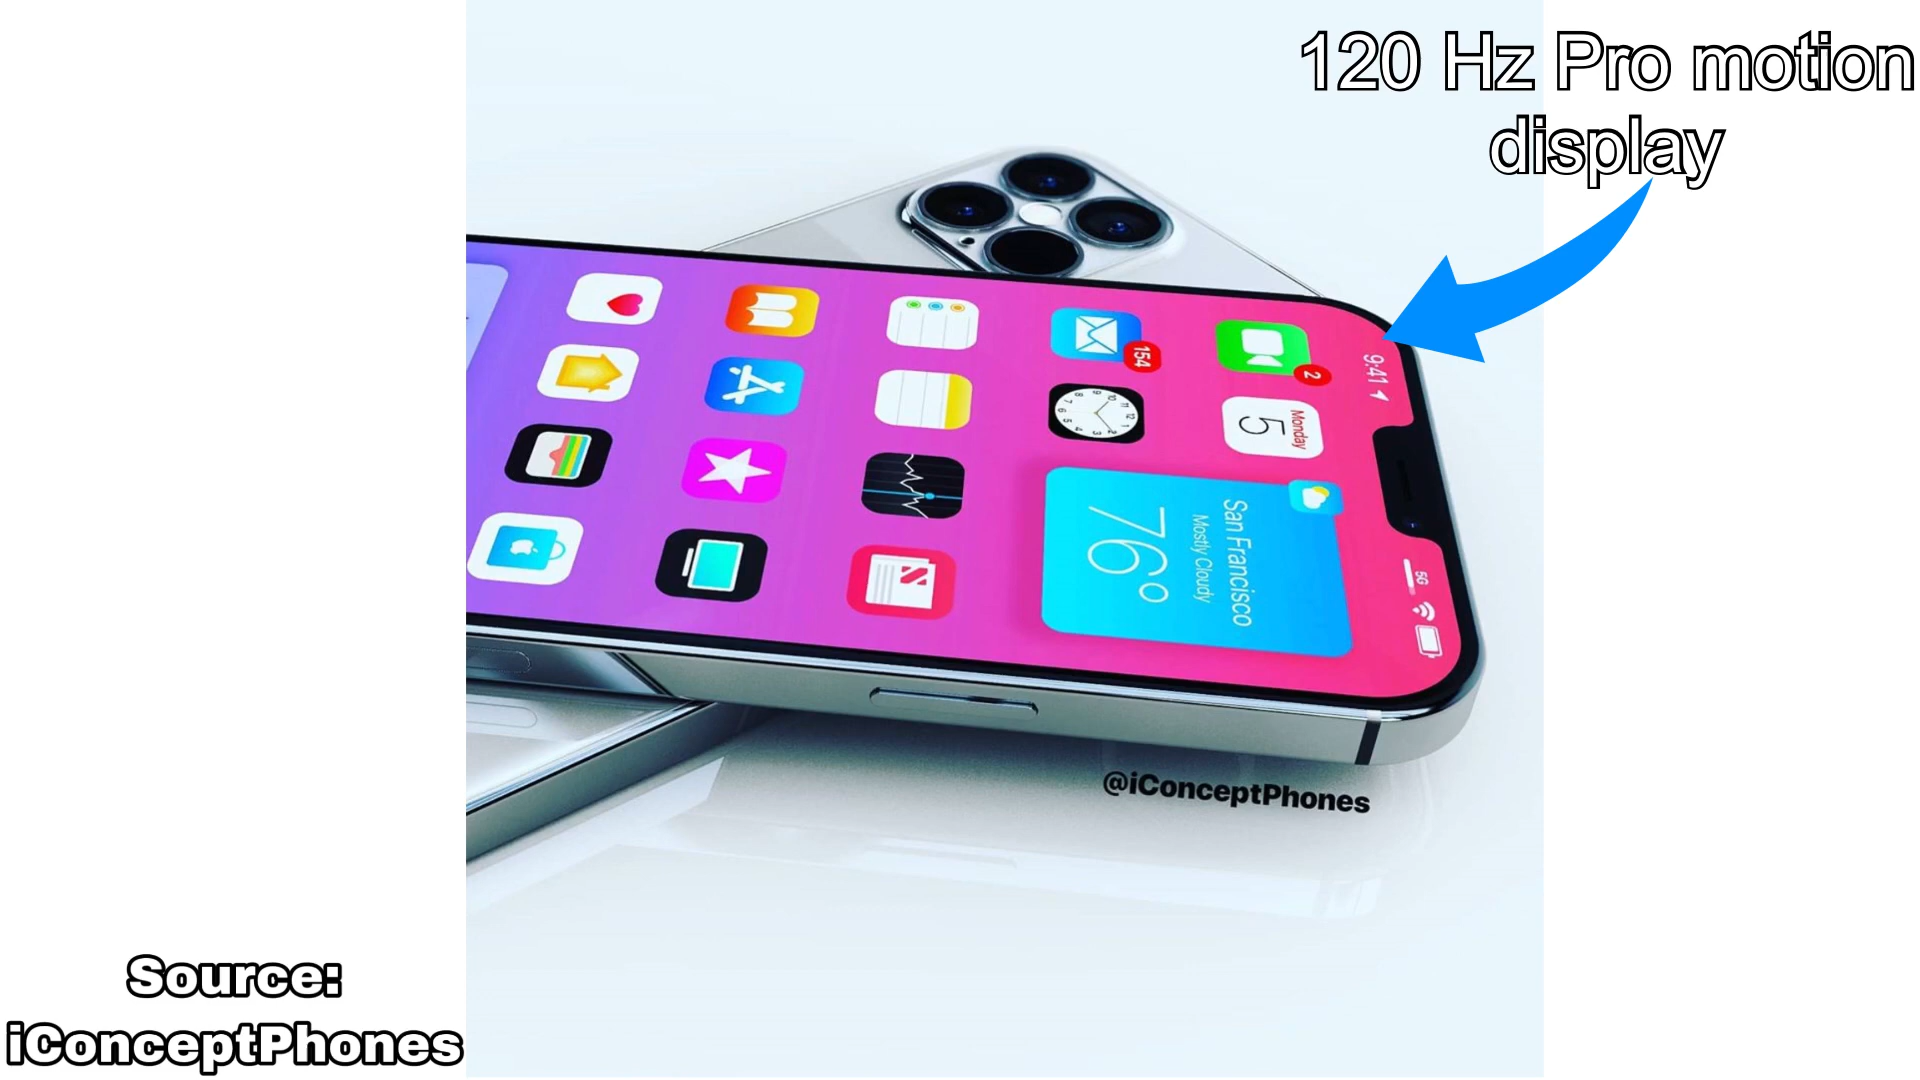 120 Hz Pro motion
display
9:41
2
154
Monday
5
San Francisco
Mostly Cloudy
76°
5G
@iConceptPhones
Source:
iConceptPhones